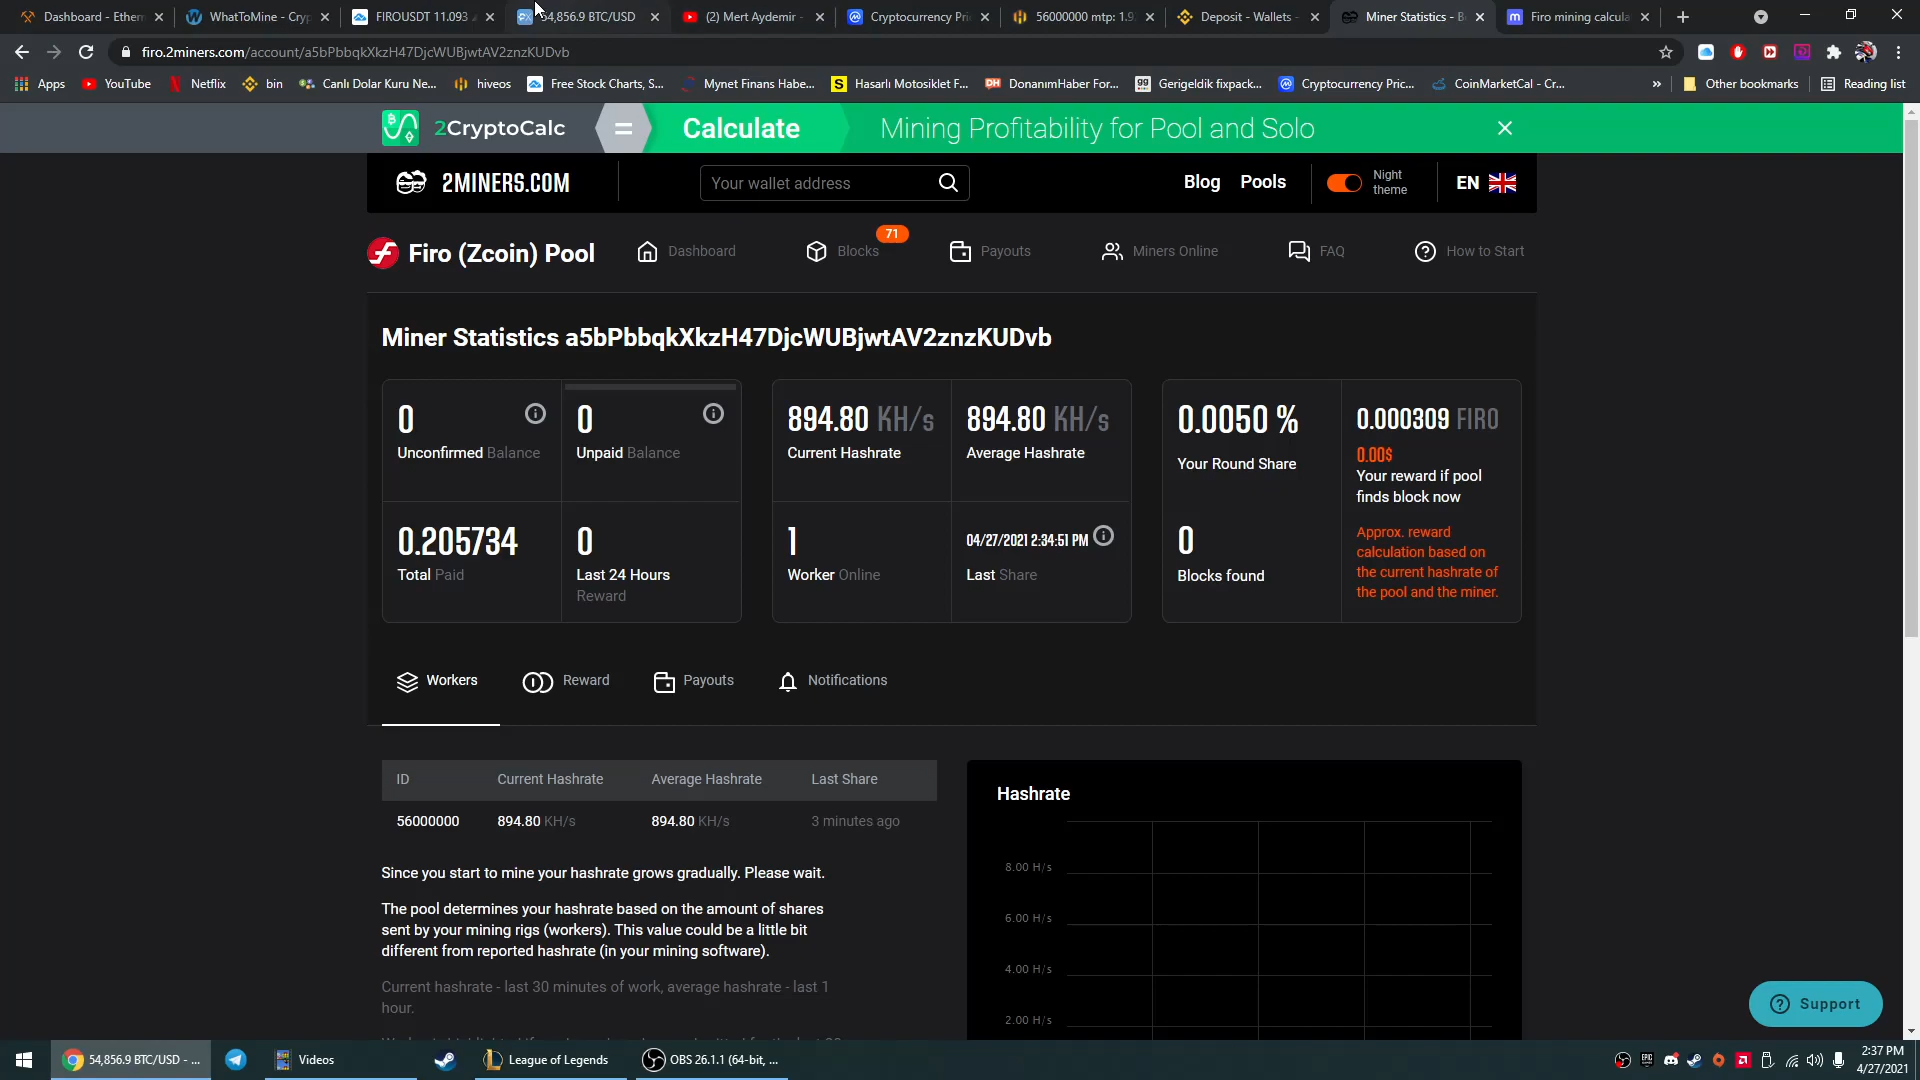 Dashboard - Ethern
WhatToMine - Cryp
FIROUSDT 11.093
54,856.9 BTC/USD
(2) Mert Aydemir -
Cryptocurrency Pri
56000000 mtp: 1.9
Deposit - Wallets -
Miner Statistics - B
Firo mining calcula
firo.2miners.com/account/a5bPbbqkXkzH47DjcWUBjwtAV2znzKUDvb
Apps
YouTube
Netflix
bin
Canlı Dolar Kuru Ne...
hiveos
Free Stock Charts, S...
Mynet Finans Habe...
Hasarlı Motosiklet F...
DonanımHaber For...
Gerigeldik fixpack...
Cryptocurrency Pric...
CoinMarketCal - Cr...
»
Other bookmarks
Reading list
2CryptoCalc
=
Calculate
Mining Profitability for Pool and Solo
2MINERS.COM
Your wallet address
Blog
Pools
Night
theme
EN
Firo (Zcoin) Pool
Dashboard
Blocks
71
Payouts
Miners Online
FAQ
How to Start
Miner Statistics a5bPbbqkXkzH47DjcWUBjwtAV2znzKUDvb
0
Unconfirmed Balance
0
Unpaid Balance
0.205734
Total Paid
0
Last 24 Hours
Reward
894.80 KH/s
Current Hashrate
894.80 KH/s
Average Hashrate
1
Worker Online
04/27/2021 2:34:51 PM
Last Share
0.0050 %
Your Round Share
0
Blocks found
0.000309 FIRO
0.00$
Your reward if pool
finds block now
Approx. reward
calculation based on
the current hashrate of
the pool and the miner.
Workers
Reward
Payouts
Notifications
ID
Current Hashrate
Average Hashrate
Last Share
56000000
894.80 KH/s
894.80 KH/s
3 minutes ago
Since you start to mine your hashrate grows gradually. Please wait.
The pool determines your hashrate based on the amount of shares
sent by your mining rigs (workers). This value could be a little bit
different from reported hashrate (in your mining software).
Current hashrate - last 30 minutes of work, average hashrate - last 1
hour.
Hashrate
8.00 H/s
6.00 H/s
4.00 H/s
2.00 H/s
Support
54,856.9 BTC/USD - ...
Videos
League of Legends
OBS 26.1.1 (64-bit, ...
2:37 PM
4/27/2021